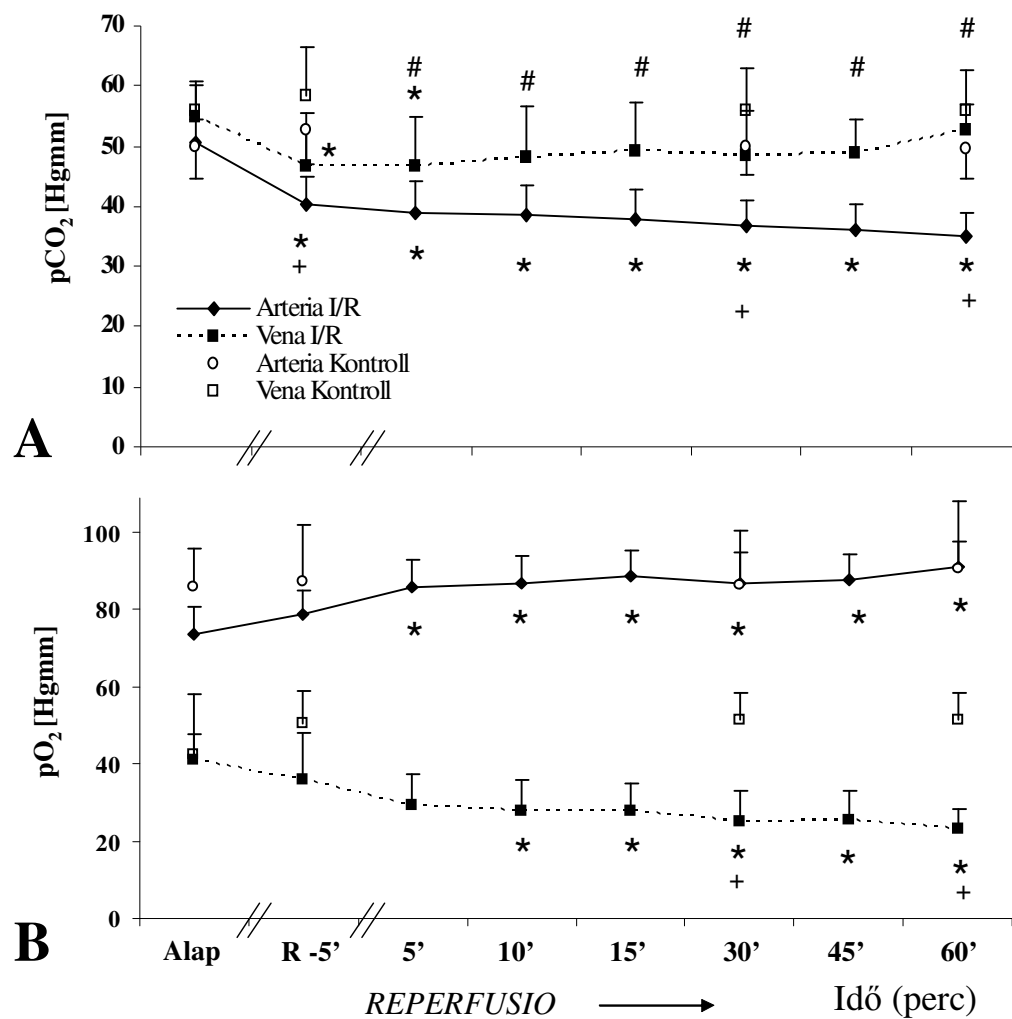 A
pCO₂ [Hgmm]
70
60
50
40
30
20
10
0
# # # # # #
*
*
* * * * * * *
+ + +
Arteria I/R
Vena I/R
Arteria Kontroll
Vena Kontroll
B
pO₂ [Hgmm]
100
80
60
40
20
0
* * * * * *
* * * * *
+ +
Alap R -5’ 5’ 10’ 15’ 30’ 45’ 60’
REPERFUSIO Idő (perc)